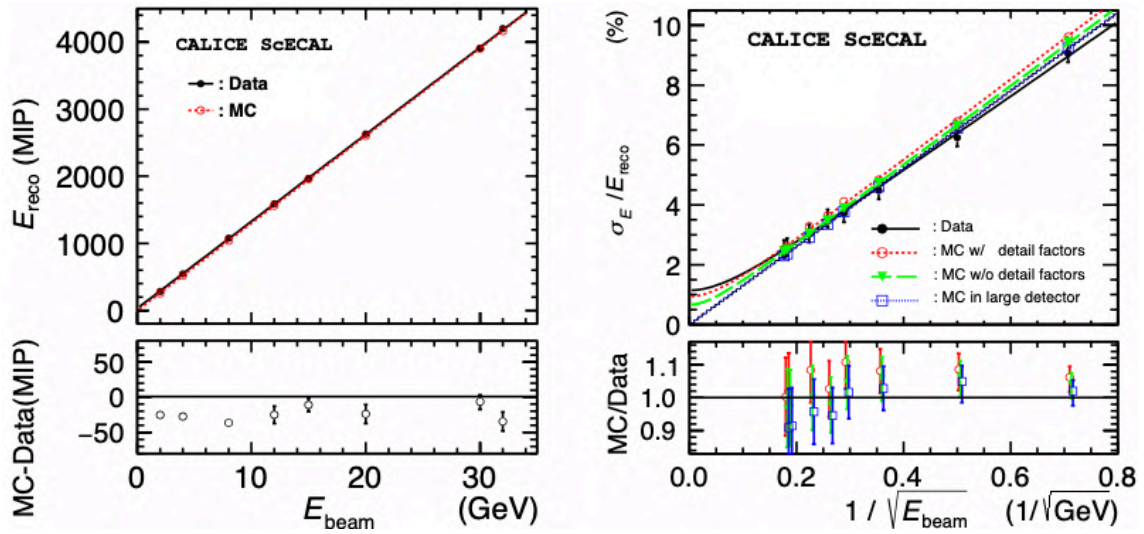 CALICE ScECAL
: Data
: MC
E_reco (MIP)
4000
3000
2000
1000
0
MC-Data(MIP)
50
0
−50
0
10
20
30
E_beam (GeV)
CALICE ScECAL
σ_E / E_reco (%)
10
8
6
4
2
0
: Data
: MC w/ detail factors
: MC w/o detail factors
: MC in large detector
MC/Data
1.1
1.0
0.9
0.0
0.2
0.4
0.6
0.8
1 / √E_beam (1/√GeV)